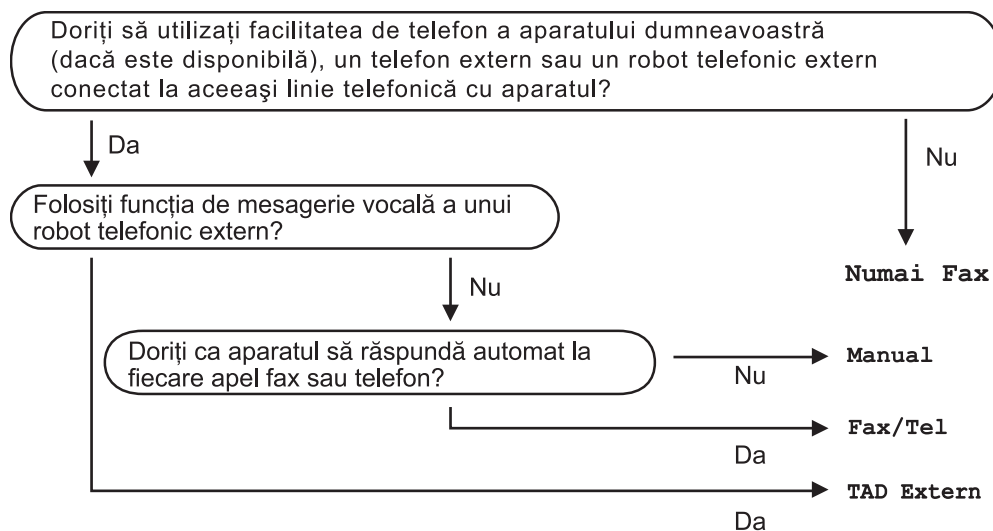 Doriți să utilizați facilitatea de telefon a aparatului dumneavoastră
(dacă este disponibilă), un telefon extern sau un robot telefonic extern
conectat la aceeaşi linie telefonică cu aparatul?
Da
Nu
Folosiți funcția de mesagerie vocală a unui
robot telefonic extern?
Numai Fax
Nu
Doriți ca aparatul să răspundă automat la
fiecare apel fax sau telefon?
Manual
Nu
Fax/Tel
Da
TAD Extern
Da